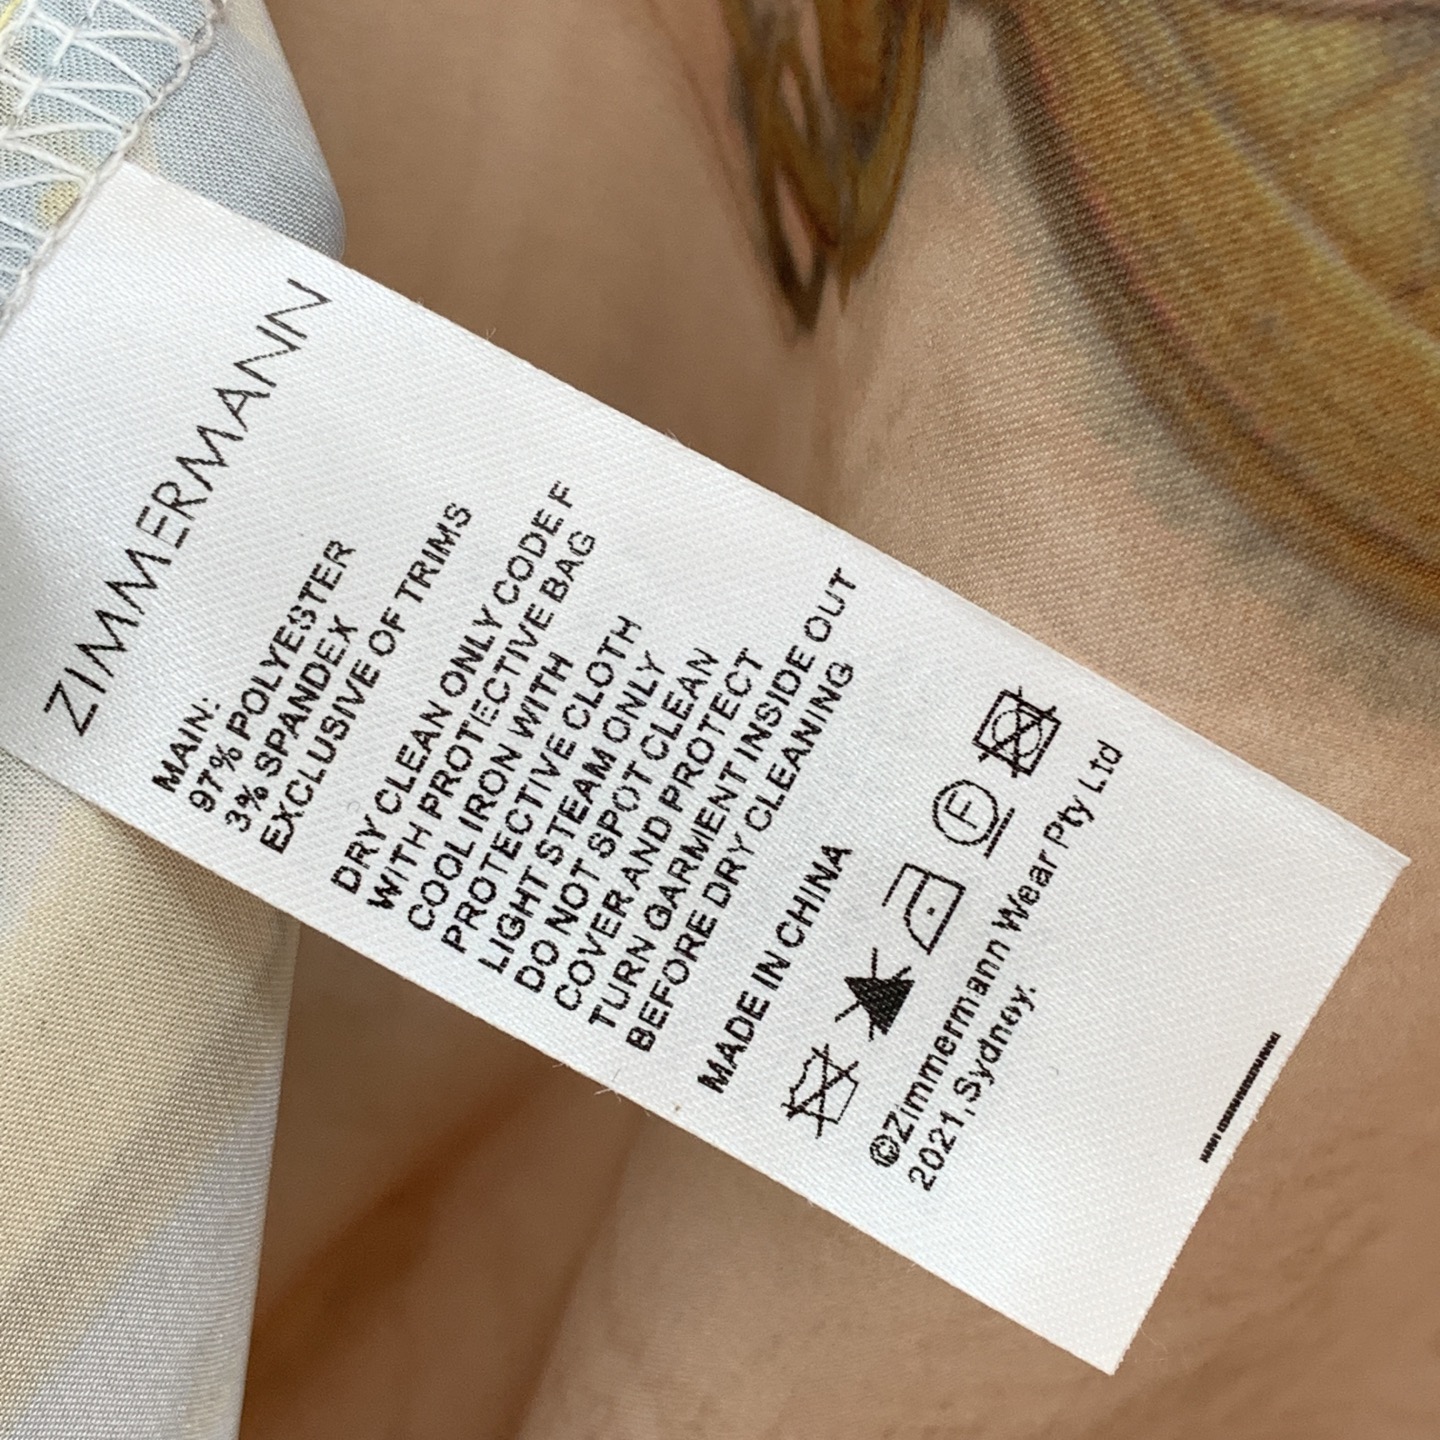 ZIMMERMANN
MAIN:
97% POLYESTER
3% SPANDEX
EXCLUSIVE OF TRIMS
DRY CLEAN ONLY CODE F
WITH PROTECTIVE BAG
COOL IRON WITH
PROTECTIVE CLOTH
LIGHT STEAM ONLY
DO NOT SPOT CLEAN
COVER AND PROTECT
TURN GARMENT INSIDE OUT
BEFORE DRY CLEANING
MADE IN CHINA
F
©Zimmermann Wear Pty Ltd
2021, Sydney.